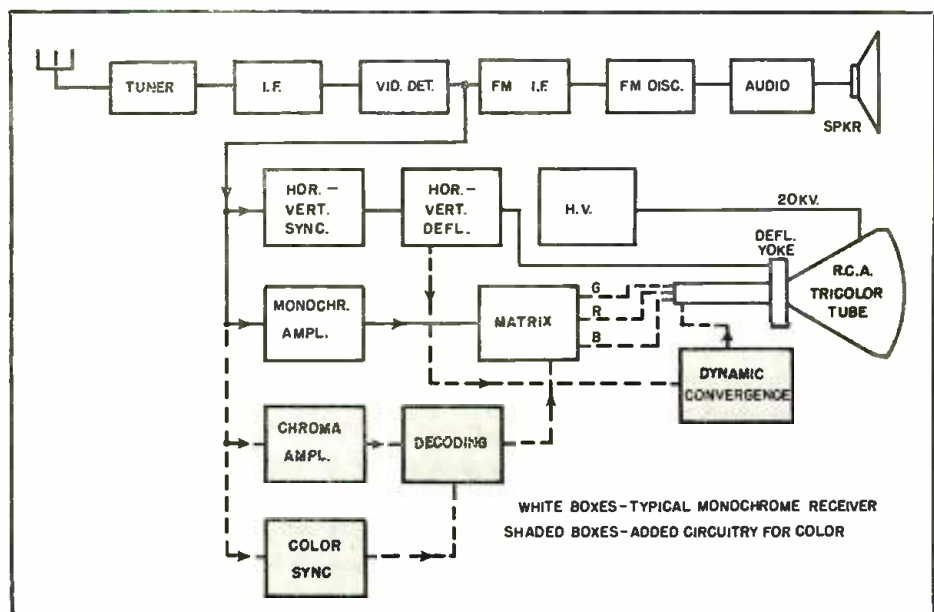 TUNER
I.F.
VID. DET.
FM I.F.
FM DISC.
AUDIO
SPKR
HOR.-
VERT.
SYNC.
HOR.-
VERT.
DEFL.
H.V.
20KV.
DEFL.
YOKE
R.C.A.
TRICOLOR
TUBE
MONOCHR.
AMPL.
MATRIX
G
R
B
DYNAMIC
CONVERGENCE
CHROMA
AMPL.
DECODING
COLOR
SYNC
WHITE BOXES-TYPICAL MONOCHROME RECEIVER
SHADED BOXES-ADDED CIRCUITRY FOR COLOR